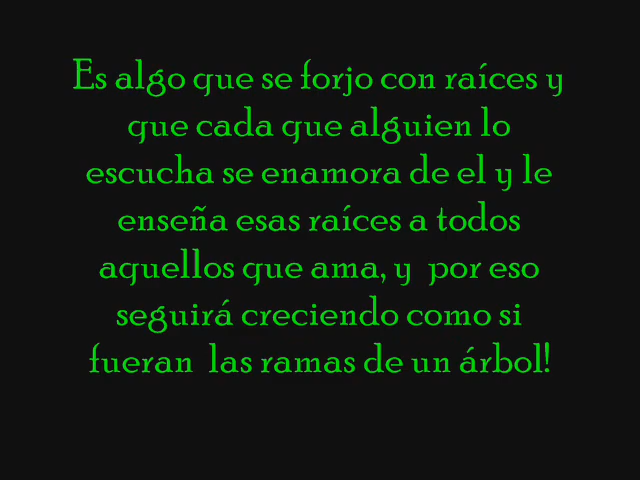 Es algo que se forjo con raíces y
que cada que alguien lo
escucha se enamora de el y le
enseña esas raíces a todos
aquellos que ama, y  por eso
seguirá creciendo como si
fueran  las ramas de un árbol!